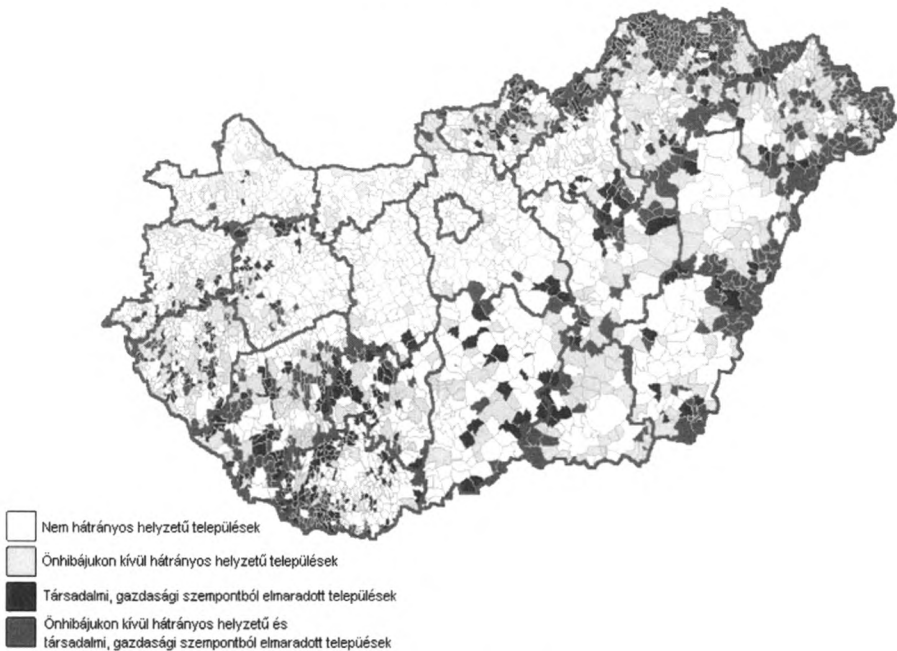 Nem hátrányos helyzetű települések
Önhibájukon kívül hátrányos helyzetű települések
Társadalmi, gazdasági szempontból elmaradott települések
Önhibájukon kívül hátrányos helyzetű és
társadalmi, gazdasági szempontból elmaradott települések